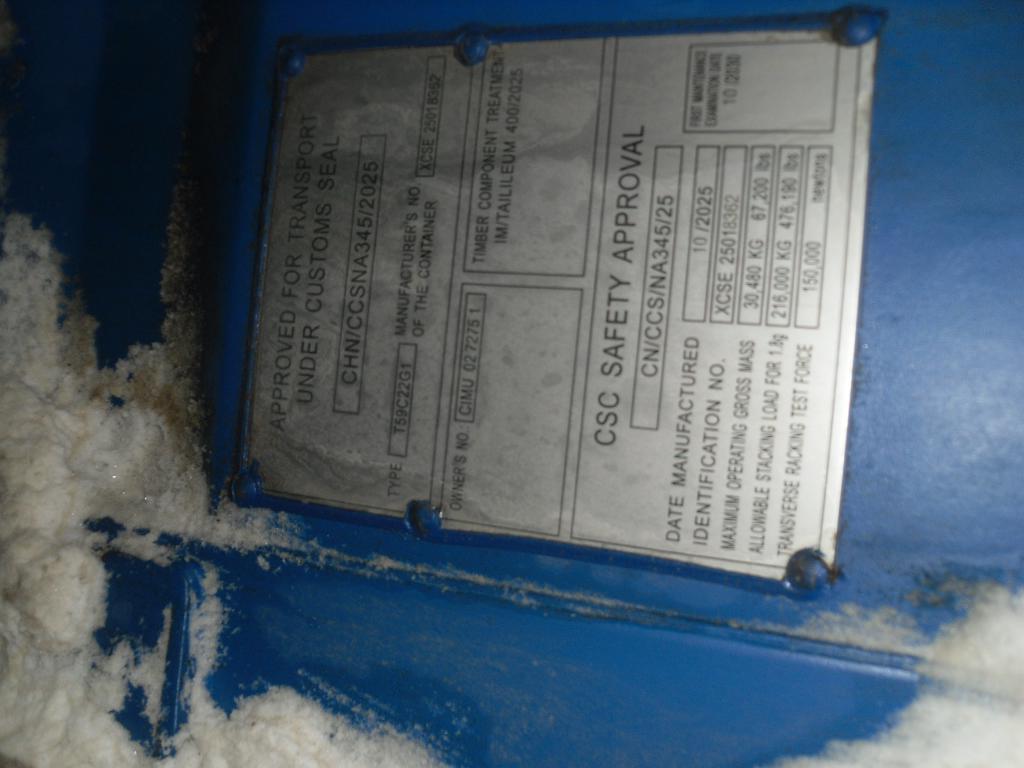 APPROVED FOR TRANSPORT
UNDER CUSTOMS SEAL
CHN/CCSNA345/2025
TYPE T59C22G1 MANUFACTURER'S NO. OF THE CONTAINER XCSE 25018362
OWNER'S NO. CIMU 02 7275 1
TIMBER COMPONENT TREATMENT
IM/TAILILEUM 400/2025
CSC SAFETY APPROVAL
CN/CCS/NA345/25
DATE MANUFACTURED 10/2025
IDENTIFICATION NO. XCSE 25018362
MAXIMUM OPERATING GROSS MASS 30,480 KG 67,200 lbs
ALLOWABLE STACKING LOAD FOR 1.8g 216,000 KG 476,190 lbs
TRANSVERSE RACKING TEST FORCE 150,000 newtons
FIRST MAINTENANCE
EXAMINATION DATE
10 /2030